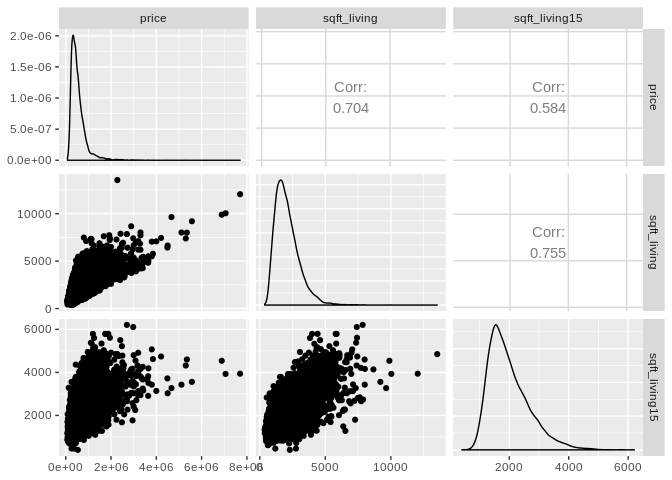 price
sqft_living
sqft_living15
2.0e-06
1.5e-06
1.0e-06
5.0e-07
0.0e+00
Corr:
0.704
Corr:
0.584
price
10000
5000
0
Corr:
0.755
sqft_living
6000
4000
2000
sqft_living15
0e+00
2e+06
4e+06
6e+06
8e+06
0
5000
10000
2000
4000
6000